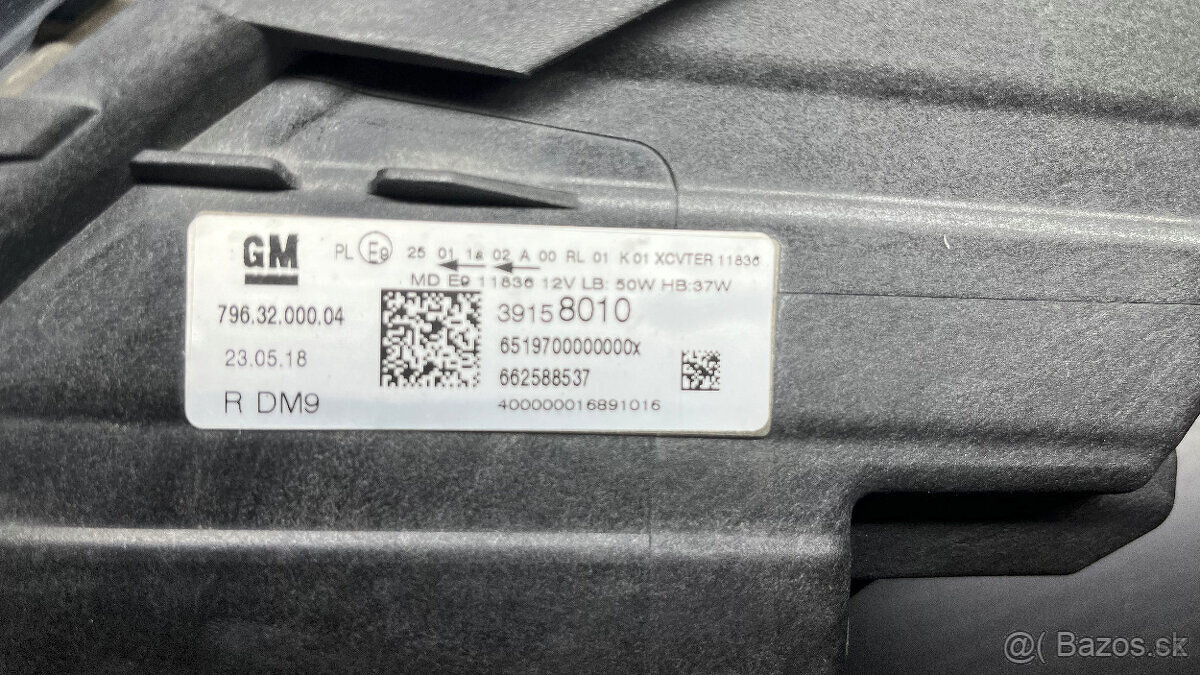 GM
PL E9 25 01 1a 02 A 00 RL 01 K 01 XCVTER 11836
MD E9 11836 12V LB: 50W HB:37W
796.32.000.04
39158010
23.05.18
6519700000000x
662588537
R DM9
400000016891016
@( Bazos.sk